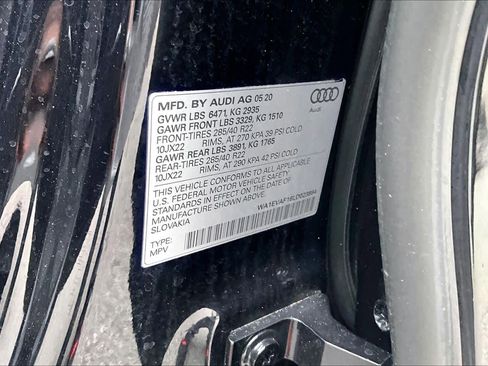 MFD. BY AUDI AG 05.20
GVWR LBS 6471, KG 2935
GAWR FRONT LBS 3329, KG 1510
FRONT-TIRES 285/40 R22
10JX22 RIMS, AT 270 KPA 39 PSI COLD
GAWR REAR LBS 3891, KG 1765
REAR-TIRES 285/40 R22
10JX22 RIMS, AT 290 KPA 42 PSI COLD
THIS VEHICLE CONFORMS TO ALL APPLICABLE
U.S. FEDERAL MOTOR VEHICLE SAFETY
STANDARDS IN EFFECT ON THE DATE OF
MANUFACTURE SHOWN ABOVE.
SLOVAKIA
TYPE:
MPV
Audi